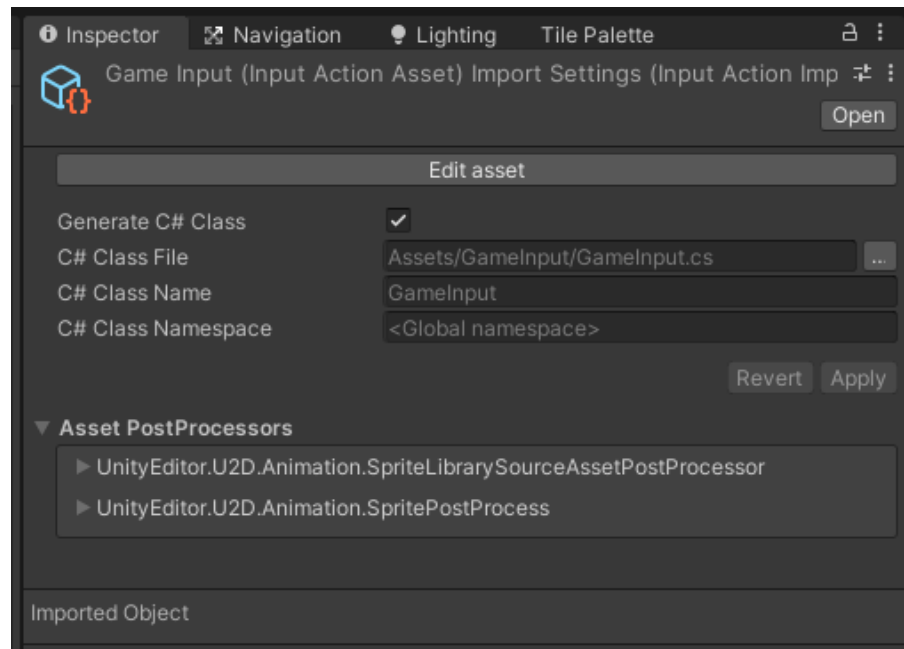 Inspector Navigation Lighting Tile Palette
Game Input (Input Action Asset) Import Settings (Input Action Imp
Open
Edit asset
Generate C# Class
C# Class File Assets/GameInput/GameInput.cs ...
C# Class Name GameInput
C# Class Namespace <Global namespace>
Revert Apply
Asset PostProcessors
UnityEditor.U2D.Animation.SpriteLibrarySourceAssetPostProcessor
UnityEditor.U2D.Animation.SpritePostProcess
Imported Object